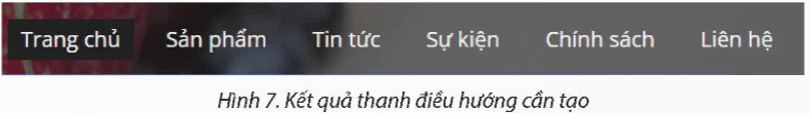 Trang chủ Sản phẩm Tin tức Sự kiện Chính sách Liên hệ
Hình 7. Kết quả thanh điều hướng cần tạo